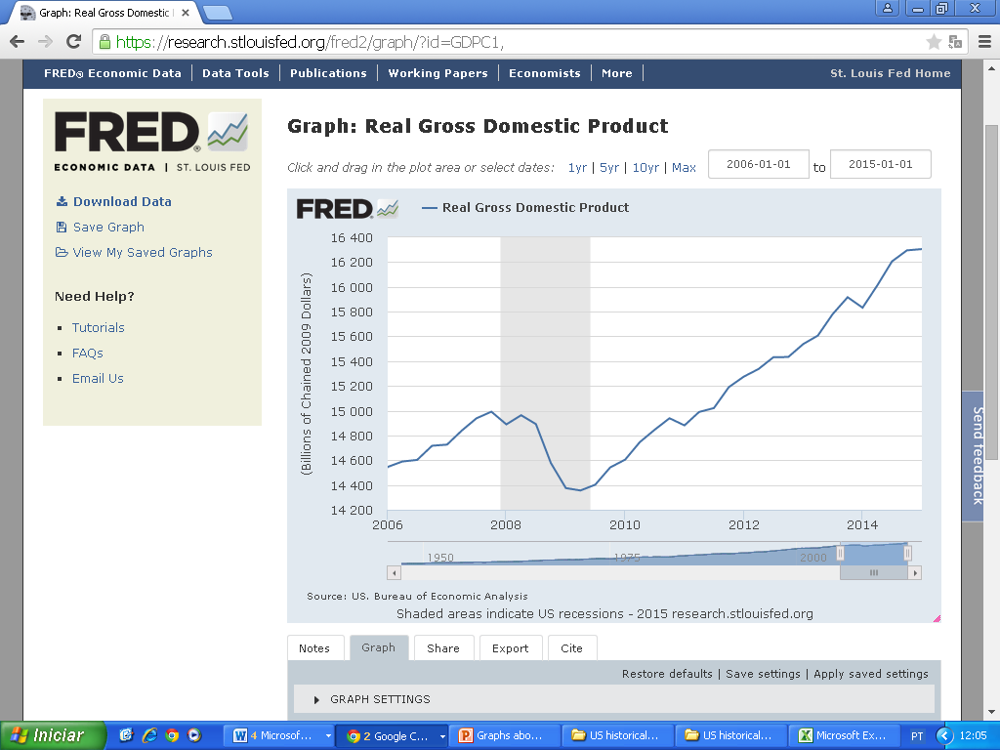 Graph: Real Gross Domestic
https://research.stlouisfed.org/fred2/graph/?id=GDPC1,
FRED® Economic Data | Data Tools | Publications | Working Papers | Economists | More | St. Louis Fed Home
FRED®
ECONOMIC DATA | ST. LOUIS FED
Download Data
Save Graph
View My Saved Graphs
Need Help?
Tutorials
FAQs
Email Us
Graph: Real Gross Domestic Product
Click and drag in the plot area or select dates: 1yr | 5yr | 10yr | Max 2006-01-01 to 2015-01-01
FRED — Real Gross Domestic Product
(Billions of Chained 2009 Dollars)
16 400
16 200
16 000
15 800
15 600
15 400
15 200
15 000
14 800
14 600
14 400
14 200
2006 2008 2010 2012 2014
1950 1975 2000
Source: US. Bureau of Economic Analysis
Shaded areas indicate US recessions - 2015 research.stlouisfed.org
Notes Graph Share Export Cite
Restore defaults | Save settings | Apply saved settings
GRAPH SETTINGS
Send feedback
Iniciar 4 Microsof... 2 Google C... Graphs abo... US historical... US historical... Microsoft Ex... PT 12:05